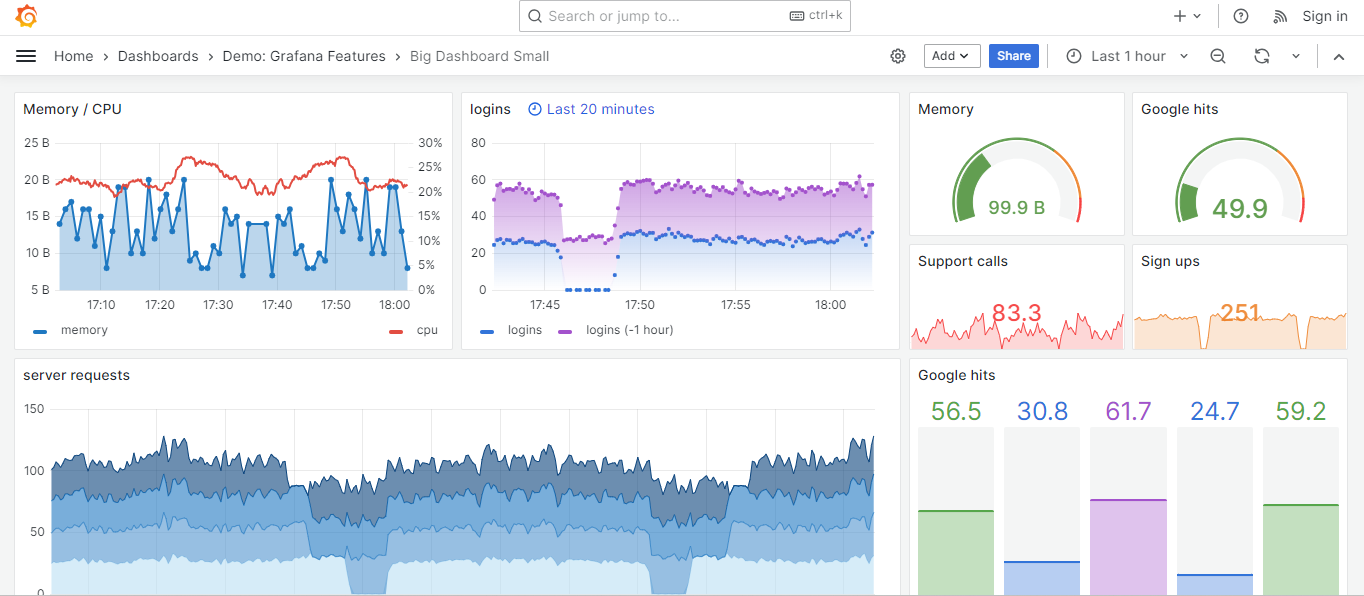 Search or jump to... ctrl+k Sign in
Home › Dashboards › Demo: Grafana Features › Big Dashboard Small Add Share Last 1 hour
Memory / CPU
25 B 30%
25%
20 B 20%
15 B 15%
10 B 10%
5%
5 B 0%
17:10 17:20 17:30 17:40 17:50 18:00
memory cpu
logins Last 20 minutes
80
60
40
20
0
17:45 17:50 17:55 18:00
logins logins (-1 hour)
Memory
99.9 B
Google hits
49.9
Support calls
83.3
Sign ups
251
server requests
150
100
50
0
Google hits
56.5 30.8 61.7 24.7 59.2